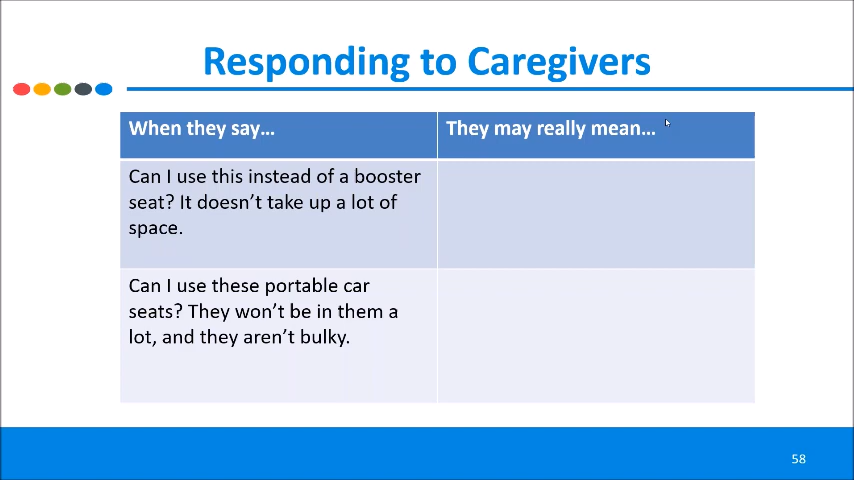 Responding to Caregivers
When they say…
They may really mean…
Can I use this instead of a booster
seat? It doesn’t take up a lot of
space.
Can I use these portable car
seats? They won’t be in them a
lot, and they aren’t bulky.
58